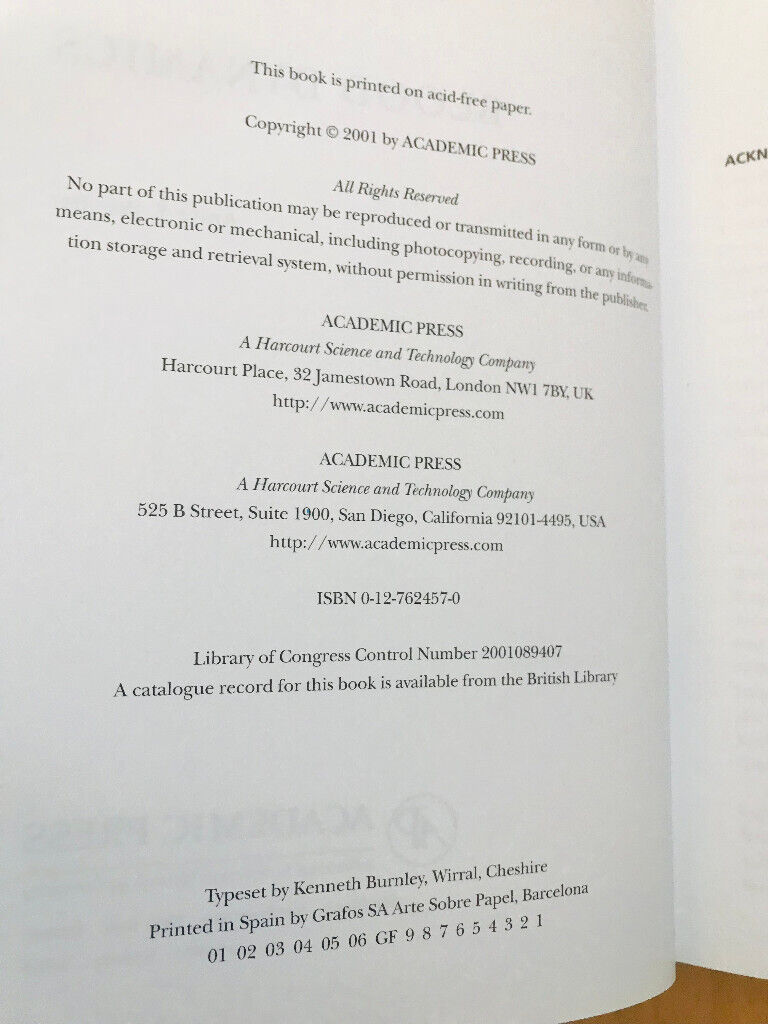 This book is printed on acid-free paper.
Copyright © 2001 by ACADEMIC PRESS
All Rights Reserved
No part of this publication may be reproduced or transmitted in any form or by any
means, electronic or mechanical, including photocopying, recording, or any informa-
tion storage and retrieval system, without permission in writing from the publisher.
ACADEMIC PRESS
A Harcourt Science and Technology Company
Harcourt Place, 32 Jamestown Road, London NW1 7BY, UK
http://www.academicpress.com
ACADEMIC PRESS
A Harcourt Science and Technology Company
525 B Street, Suite 1900, San Diego, California 92101-4495, USA
http://www.academicpress.com
ISBN 0-12-762457-0
Library of Congress Control Number 2001089407
A catalogue record for this book is available from the British Library
ACADEMIC PRESS
Typeset by Kenneth Burnley, Wirral, Cheshire
Printed in Spain by Grafos SA Arte Sobre Papel, Barcelona
01 02 03 04 05 06 GF 9 8 7 6 5 4 3 2 1
ACKN